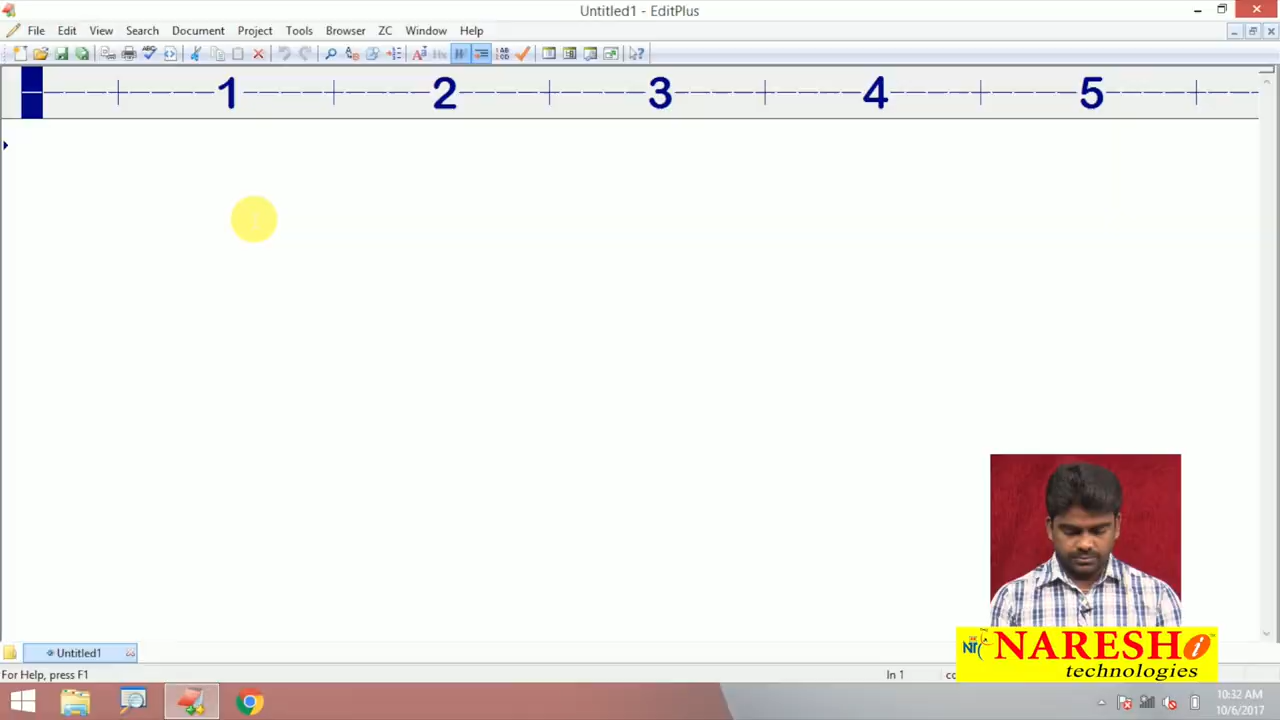 Untitled1 - EditPlus
File Edit View Search Document Project Tools Browser ZC Window Help
1 2 3 4 5
Untitled1
For Help, press F1
ln 1
NARESH i
technologies
10:32 AM
10/6/2017